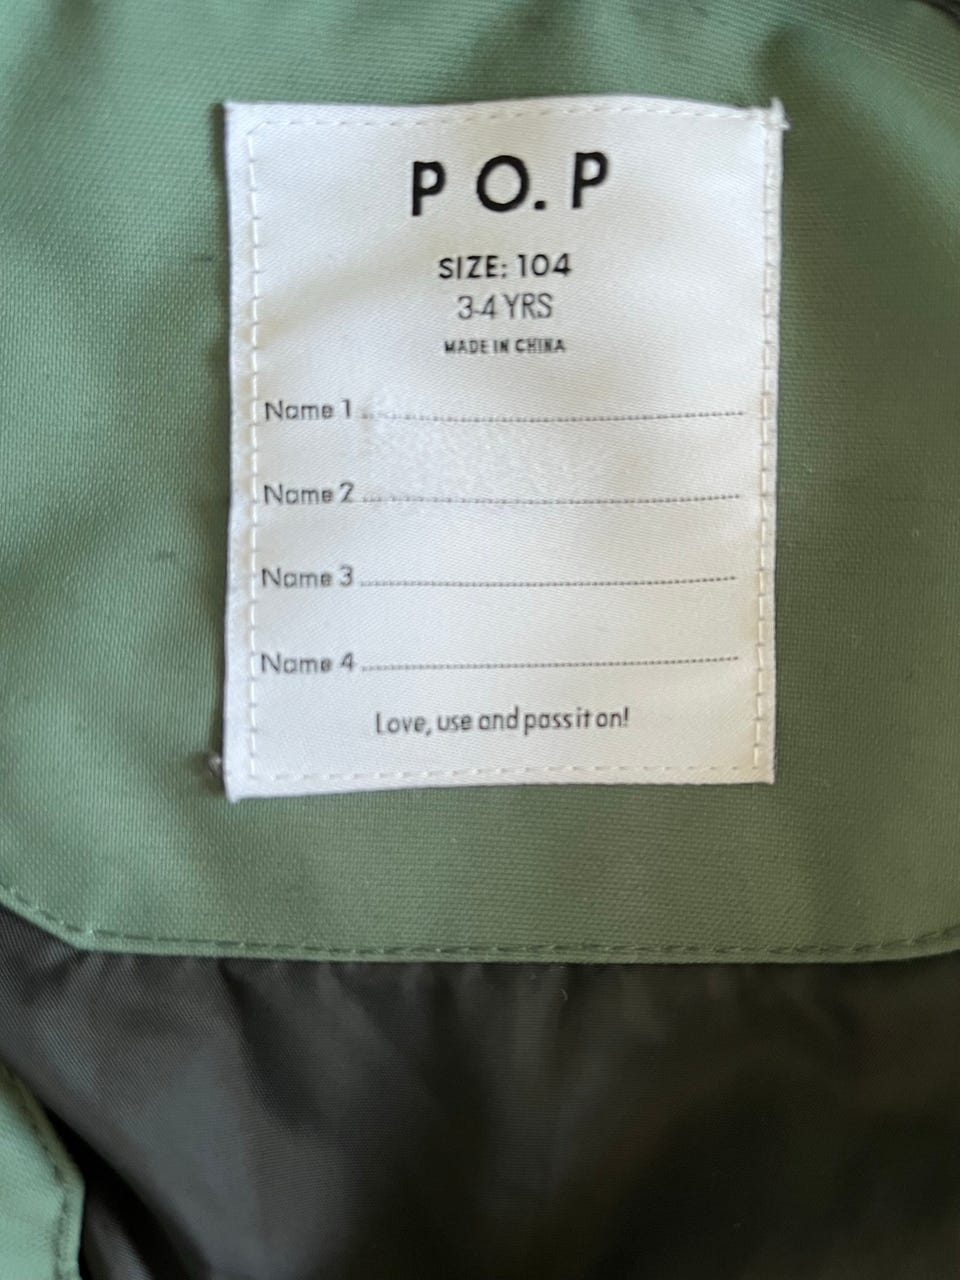 P O. P
SIZE: 104
3-4 YRS
MADE IN CHINA
Name 1
Name 2
Name 3
Name 4
Love, use and pass it on!